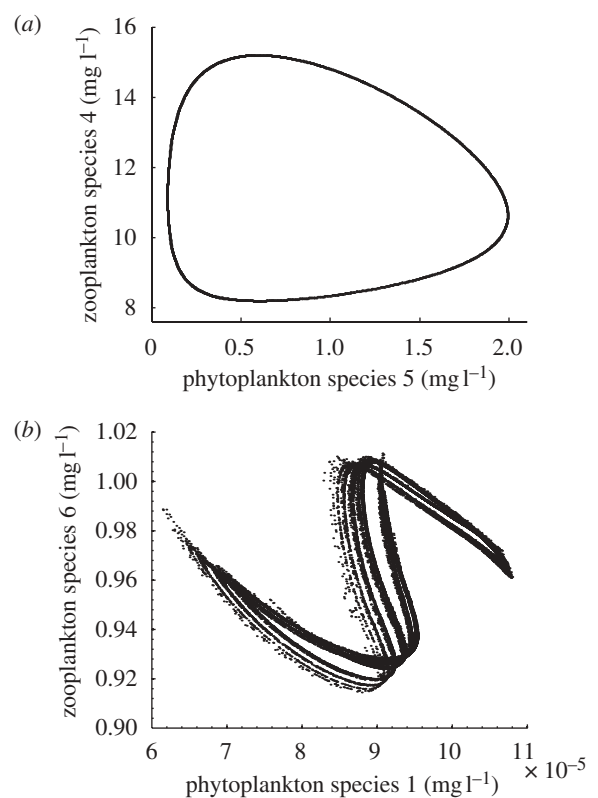 (a)
16
14
12
10
8
zooplankton species 4 (mg l⁻¹)
0 0.5 1.0 1.5 2.0
phytoplankton species 5 (mg l⁻¹)
(b)
1.02
1.00
0.98
0.96
0.94
0.92
0.90
zooplankton species 6 (mg l⁻¹)
6 7 8 9 10 11
× 10⁻⁵
phytoplankton species 1 (mg l⁻¹)